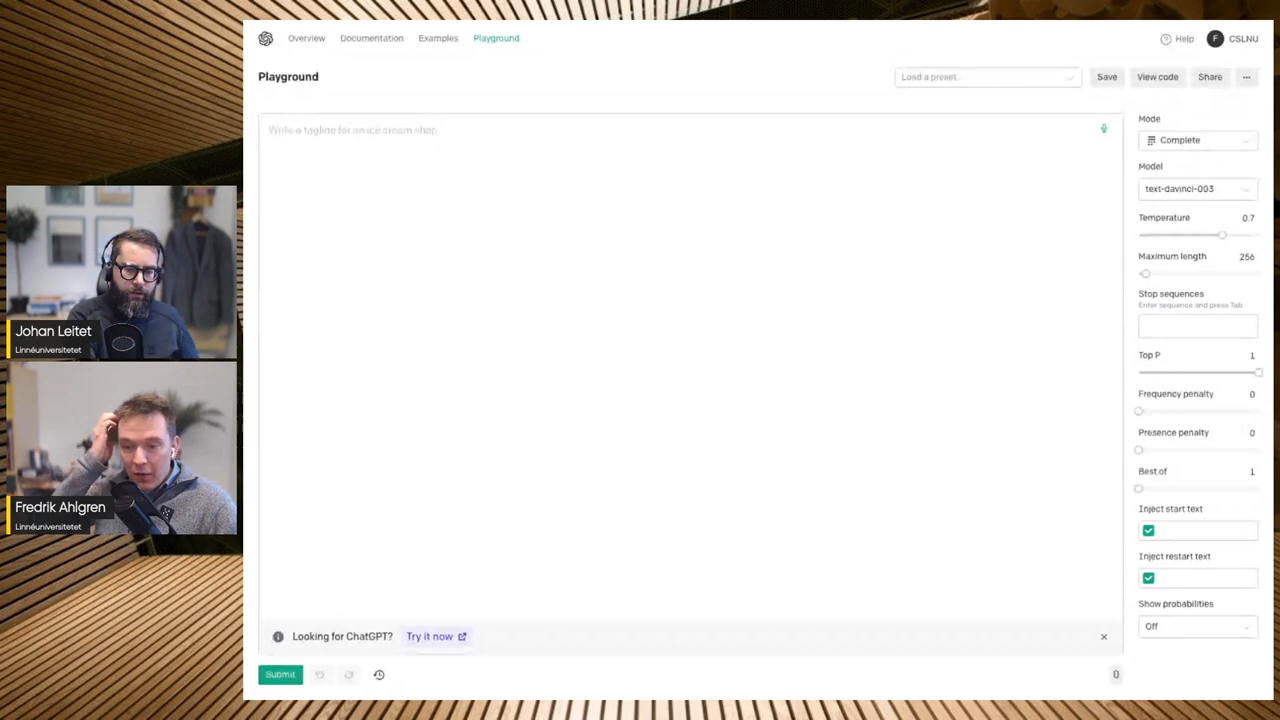 Overview Documentation Examples Playground
Help F CSLNU
Playground
Load a preset.
Save View code Share ...
Write a tagline for an ice cream shop.
Mode
Complete
Model
text-davinci-003
Temperature 0.7
Maximum length 256
Stop sequences
Enter sequence and press Tab
Top P 1
Frequency penalty 0
Presence penalty 0
Best of 1
Inject start text
Inject restart text
Show probabilities
Off
Looking for ChatGPT? Try it now
Submit
0
Johan Leitet
Linnéuniversitetet
Fredrik Ahlgren
Linnéuniversitetet